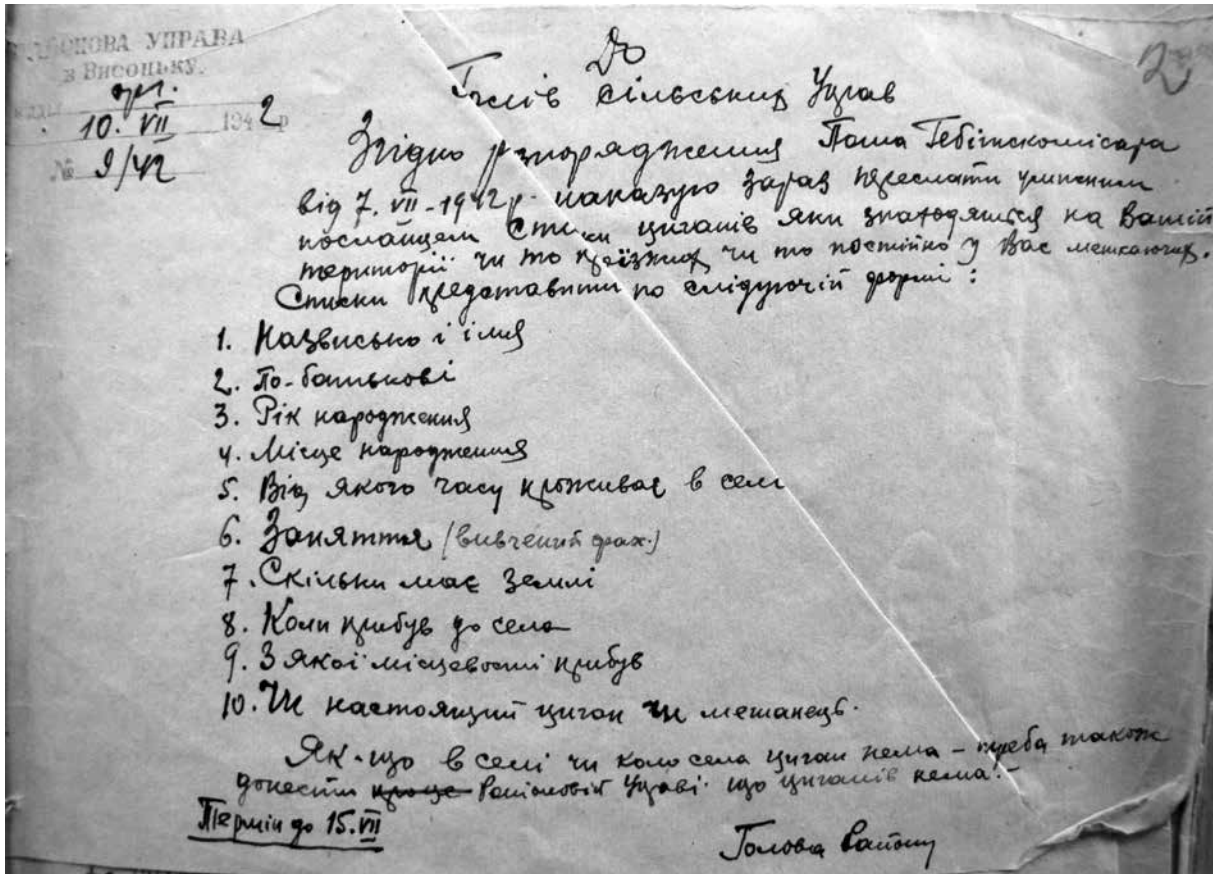 УПРАВА
в Висоцьку.
10. VII 1942 р
№ 9/42
2
До
Голів Сільських Управ
Згідно розпорядження Пана Гебітскомісара
від 7. VII - 1942 р. наказую зараз переслати умисним
посланцем списки циганів яки знаходяться на Вашій
території чи то проїзжих чи то постійно у Вас мешкаючих.
Списки представити по слідуючій формі:
1. Назвисько і імя
2. По-батькові
3. Рік народження
4. Місце народження
5. Від якого часу проживає в селі
6. Заняття (вивчений фах.)
7. Скільки має землі
8. Коли прибув до села
9. З якої місцевості прибув
10. Чи настоящий циган чи мешанець.
Як-що в селі чи коло села циган нема – треба також
донести Районовій Управі що циганів нема.-
Термін до 15. VII
Голова Району